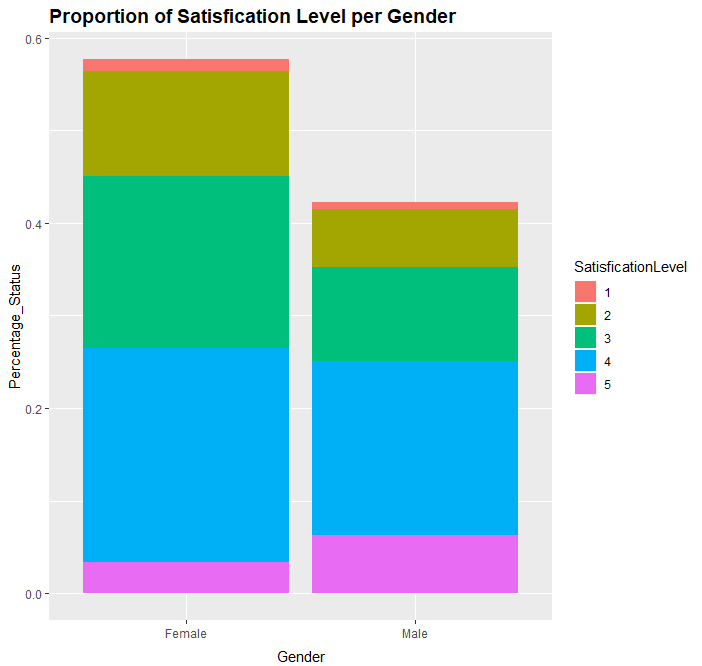 Proportion of Satisfication Level per Gender
Percentage_Status
0.6
0.4
0.2
0.0
Female
Male
Gender
SatisficationLevel
1
2
3
4
5